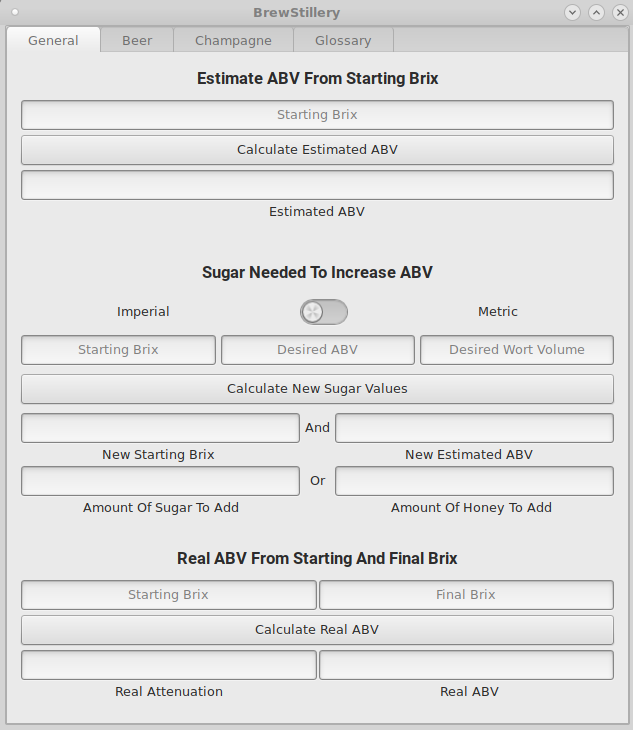 BrewStillery
General Beer Champagne Glossary
Estimate ABV From Starting Brix
Starting Brix
Calculate Estimated ABV
Estimated ABV
Sugar Needed To Increase ABV
Imperial Metric
Starting Brix Desired ABV Desired Wort Volume
Calculate New Sugar Values
And
New Starting Brix New Estimated ABV
Or
Amount Of Sugar To Add Amount Of Honey To Add
Real ABV From Starting And Final Brix
Starting Brix Final Brix
Calculate Real ABV
Real Attenuation Real ABV